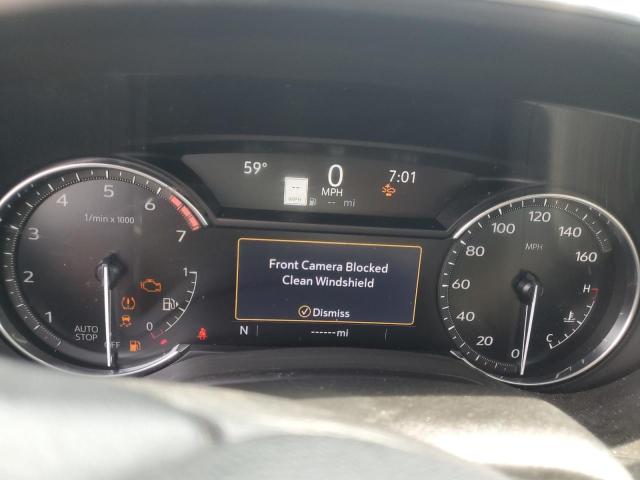 59°
--
MPH
0
MPH
-- mi
7:01
1/min x 1000
1
2
3
4
5
6
7
AUTO
STOP
OFF
1
0
Front Camera Blocked
Clean Windshield
Dismiss
N
------mi
MPH
0
20
40
60
80
100
120
140
160
H
C